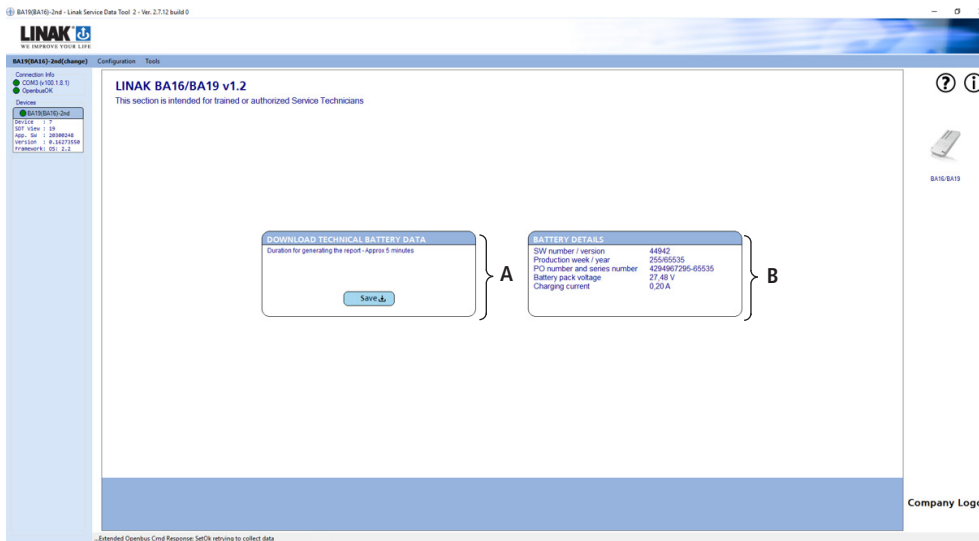 BA19(BA16)-2nd - Linak Service Data Tool 2 - Ver. 2.7.12 build 0
LINAK
WE IMPROVE YOUR LIFE
BA19(BA16)-2nd(change) Configuration Tools
Connection Info
COM3 (v100.1.0.1)
OpenbusOK
Devices
BA19(BA16)-2nd
Device : 7
SDT View : 19
App. SW : 20300248
Version : 0.16273550
Framework: OS: 2.2
LINAK BA16/BA19 v1.2
This section is intended for trained or authorized Service Technicians
DOWNLOAD TECHNICAL BATTERY DATA
Duration for generating the report - Approx 5 minutes
Save
A
BATTERY DETAILS
SW number / version 44942
Production week / year 255/65535
PO number and series number 4294967295-65535
Battery pack voltage 27,48 V
Charging current 0,20 A
B
BA16/BA19
Company Logo
...Extended Openbus Cmd Response: SetOk retrying to collect data